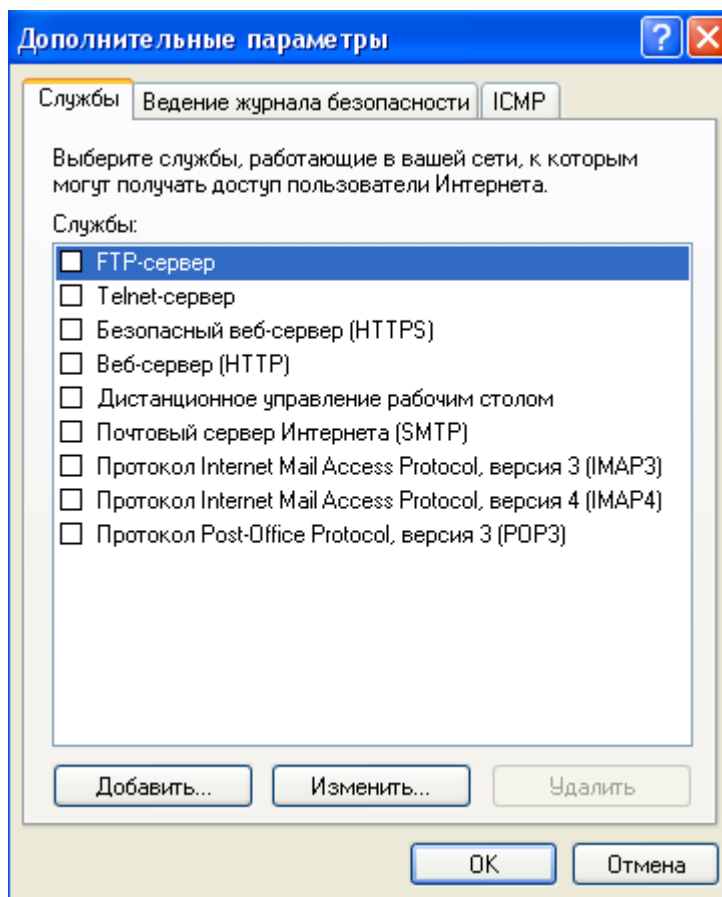 Дополнительные параметры
Службы
Ведение журнала безопасности
ICMP
Выберите службы, работающие в вашей сети, к которым
могут получать доступ пользователи Интернета.
Службы:
FTP-сервер
Telnet-сервер
Безопасный веб-сервер (HTTPS)
Веб-сервер (HTTP)
Дистанционное управление рабочим столом
Почтовый сервер Интернета (SMTP)
Протокол Internet Mail Access Protocol, версия 3 (IMAP3)
Протокол Internet Mail Access Protocol, версия 4 (IMAP4)
Протокол Post-Office Protocol, версия 3 (POP3)
Добавить...
Изменить...
Удалить
OK
Отмена